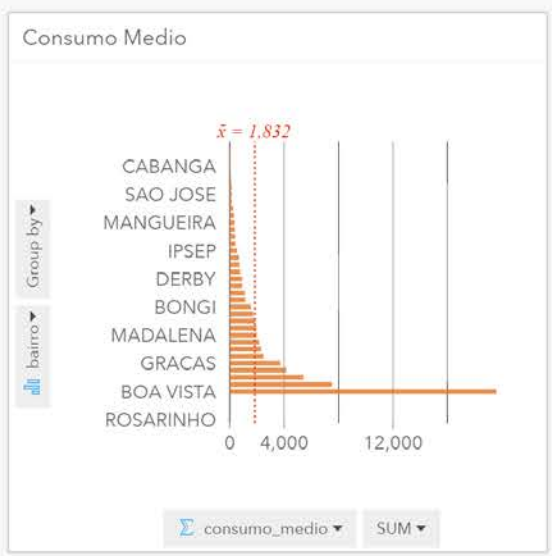 Consumo Medio
x̄ = 1,832
CABANGA
SAO JOSE
MANGUEIRA
IPSEP
DERBY
BONGI
MADALENA
GRACAS
BOA VISTA
ROSARINHO
0 4,000 12,000
Group by
bairro
Σ consumo_medio SUM